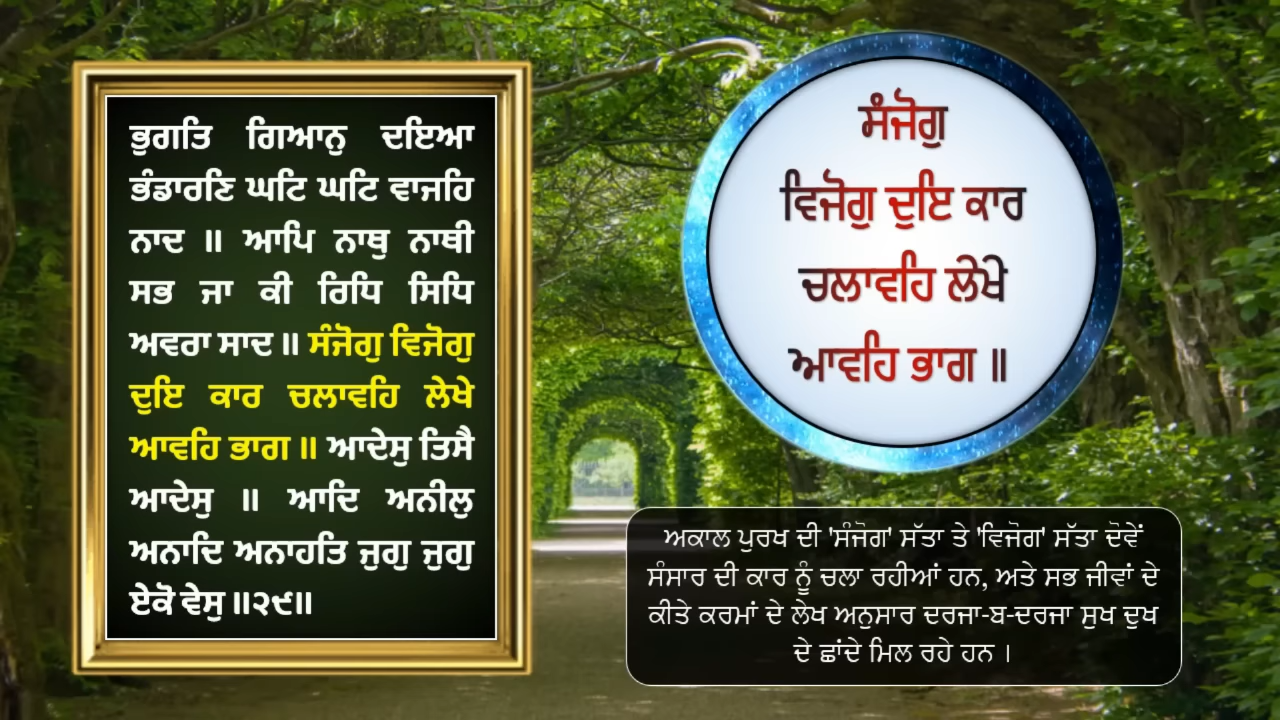 ਭੁਗਤਿ ਗਿਆਨੁ ਦਇਆ
ਭੰਡਾਰਣਿ ਘਟਿ ਘਟਿ ਵਾਜਹਿ
ਨਾਦ ॥ ਆਪਿ ਨਾਥੁ ਨਾਥੀ
ਸਭ ਜਾ ਕੀ ਰਿਧਿ ਸਿਧਿ
ਅਵਰਾ ਸਾਦ ॥ ਸੰਜੋਗੁ ਵਿਜੋਗੁ
ਦੁਇ ਕਾਰ ਚਲਾਵਹਿ ਲੇਖੇ
ਆਵਹਿ ਭਾਗ ॥ ਆਦੇਸੁ ਤਿਸੈ
ਆਦੇਸੁ ॥ ਆਦਿ ਅਨੀਲੁ
ਅਨਾਦਿ ਅਨਾਹਤਿ ਜੁਗੁ ਜੁਗੁ
ਏਕੋ ਵੇਸੁ ॥੨੯॥
ਸੰਜੋਗੁ
ਵਿਜੋਗੁ ਦੁਇ ਕਾਰ
ਚਲਾਵਹਿ ਲੇਖੇ
ਆਵਹਿ ਭਾਗ ॥
ਅਕਾਲ ਪੁਰਖ ਦੀ 'ਸੰਜੋਗ' ਸੱਤਾ ਤੇ 'ਵਿਜੋਗ' ਸੱਤਾ ਦੋਵੇਂ
ਸੰਸਾਰ ਦੀ ਕਾਰ ਨੂੰ ਚਲਾ ਰਹੀਆਂ ਹਨ, ਅਤੇ ਸਭ ਜੀਵਾਂ ਦੇ
ਕੀਤੇ ਕਰਮਾਂ ਦੇ ਲੇਖ ਅਨੁਸਾਰ ਦਰਜਾ-ਬ-ਦਰਜਾ ਸੁਖ ਦੁਖ
ਦੇ ਛਾਂਦੇ ਮਿਲ ਰਹੇ ਹਨ ।